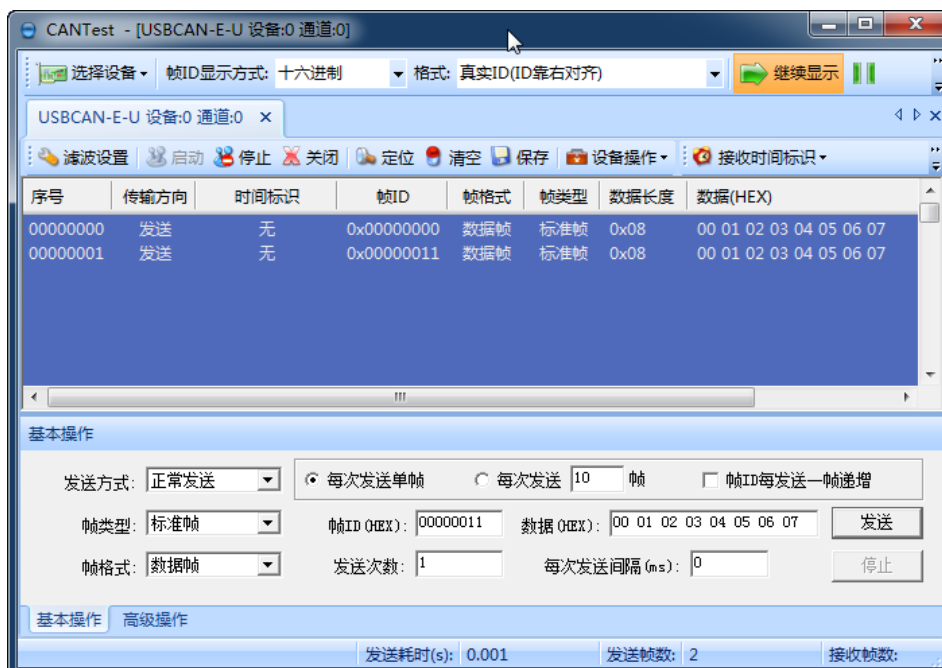 CANTest - [USBCAN-E-U 设备:0 通道:0]
选择设备 帧ID显示方式: 十六进制 格式: 真实ID(ID靠右对齐) 继续显示
USBCAN-E-U 设备:0 通道:0
滤波设置 启动 停止 关闭 定位 清空 保存 设备操作 接收时间标识
序号 传输方向 时间标识 帧ID 帧格式 帧类型 数据长度 数据(HEX)
00000000 发送 无 0x00000000 数据帧 标准帧 0x08 00 01 02 03 04 05 06 07
00000001 发送 无 0x00000011 数据帧 标准帧 0x08 00 01 02 03 04 05 06 07
基本操作
发送方式: 正常发送 每次发送单帧 每次发送 10 帧 帧ID每发送一帧递增
帧类型: 标准帧 帧ID(HEX): 00000011 数据(HEX): 00 01 02 03 04 05 06 07 发送
帧格式: 数据帧 发送次数: 1 每次发送间隔(ms): 0 停止
基本操作 高级操作
发送耗时(s): 0.001 发送帧数: 2 接收帧数: